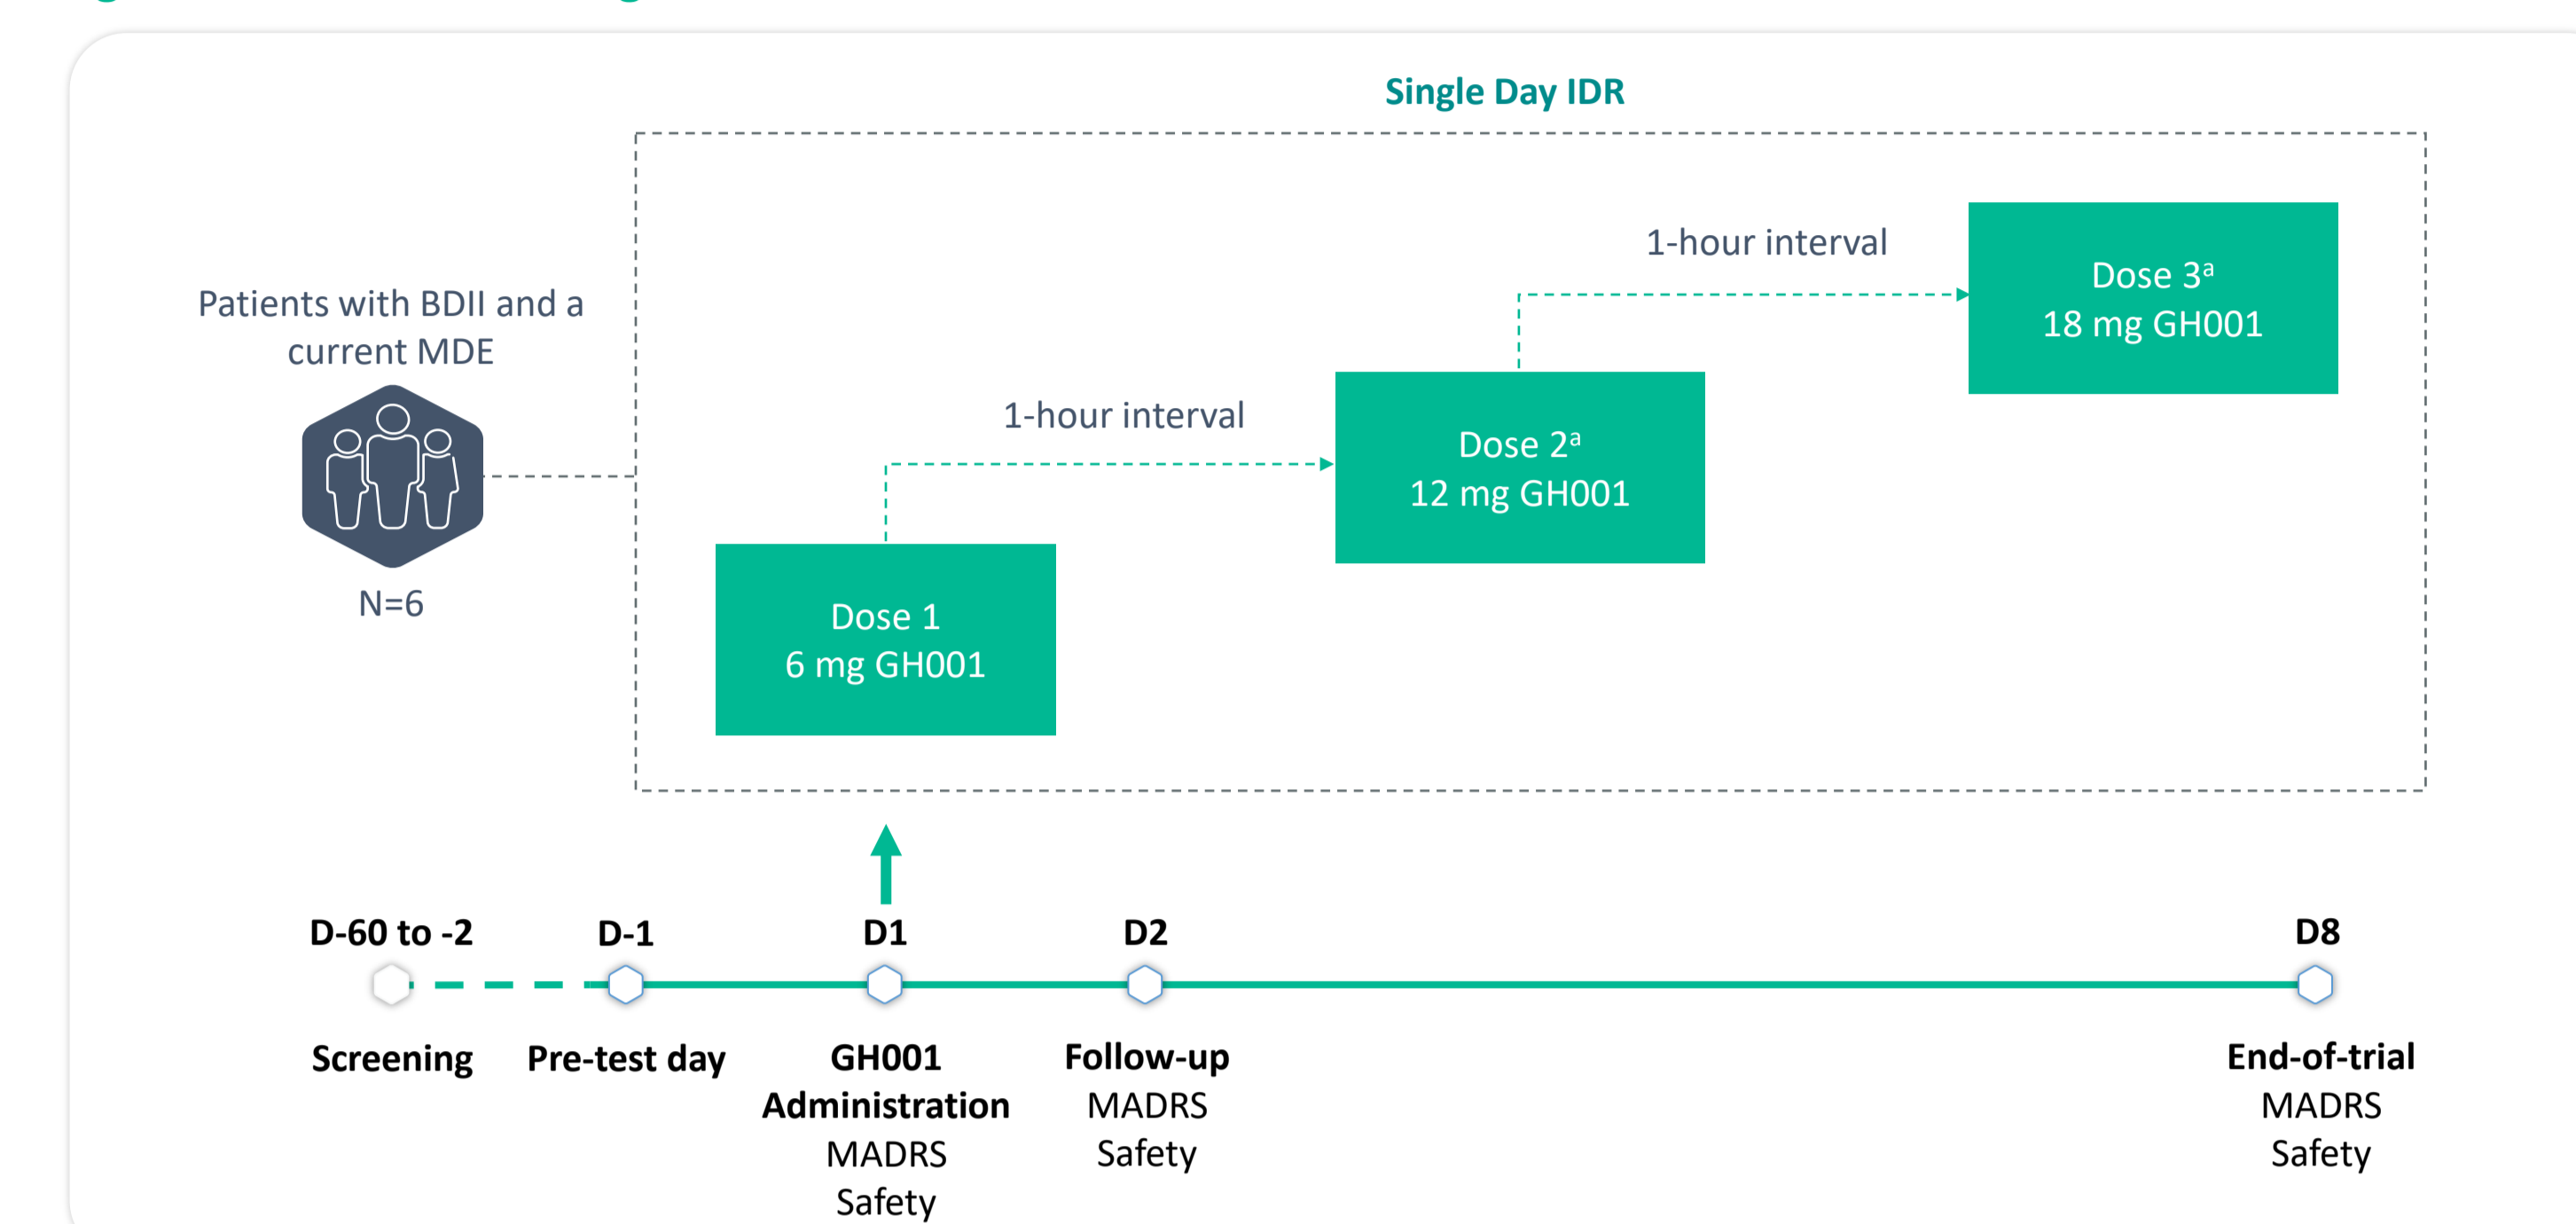 Single Day IDR
Patients with BDII and a
current MDE
N=6
Dose 1
6 mg GH001
1-hour interval
Dose 2ᵃ
12 mg GH001
1-hour interval
Dose 3ᵃ
18 mg GH001
D-60 to -2
Screening
D-1
Pre-test day
D1
GH001
Administration
MADRS
Safety
D2
Follow-up
MADRS
Safety
D8
End-of-trial
MADRS
Safety